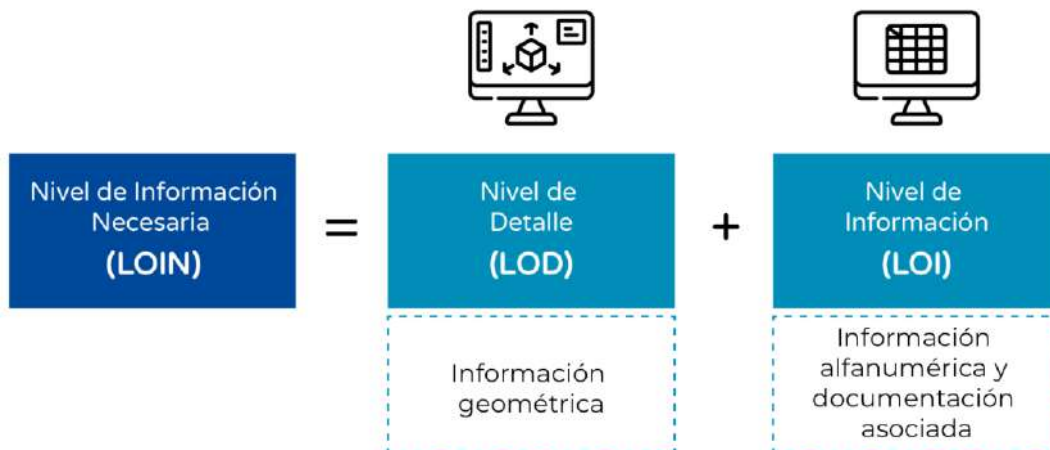 Nivel de Información
Necesaria
(LOIN)
=
Nivel de
Detalle
(LOD)
+
Nivel de
Información
(LOI)
Información
geométrica
Información
alfanumérica y
documentación
asociada